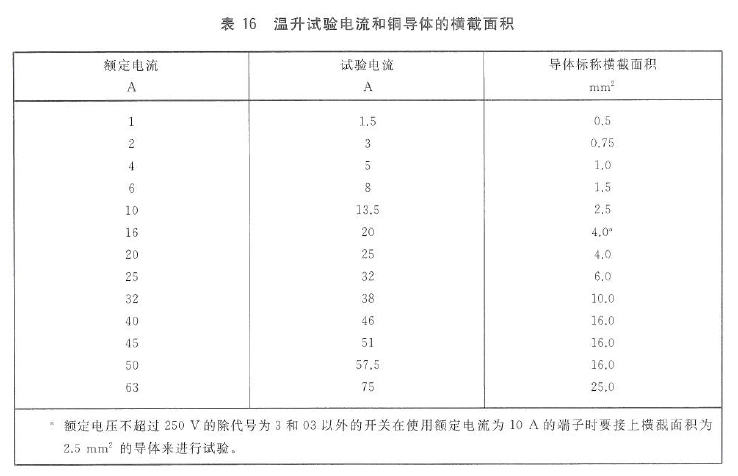 表 16 温升试验电流和铜导体的横截面积
额定电流 试验电流 导体标称横截面积
A A mm²
1 1.5 0.5
2 3 0.75
4 5 1.0
6 8 1.5
10 13.5 2.5
16 20 4.0ᵃ
20 25 4.0
25 32 6.0
32 38 10.0
40 46 16.0
45 51 16.0
50 57.5 16.0
63 75 25.0
ᵃ 额定电压不超过 250 V 的除代号为 3 和 03 以外的开关在使用额定电流为 10 A 的端子时要接上横截面积为
2.5 mm² 的导体来进行试验。